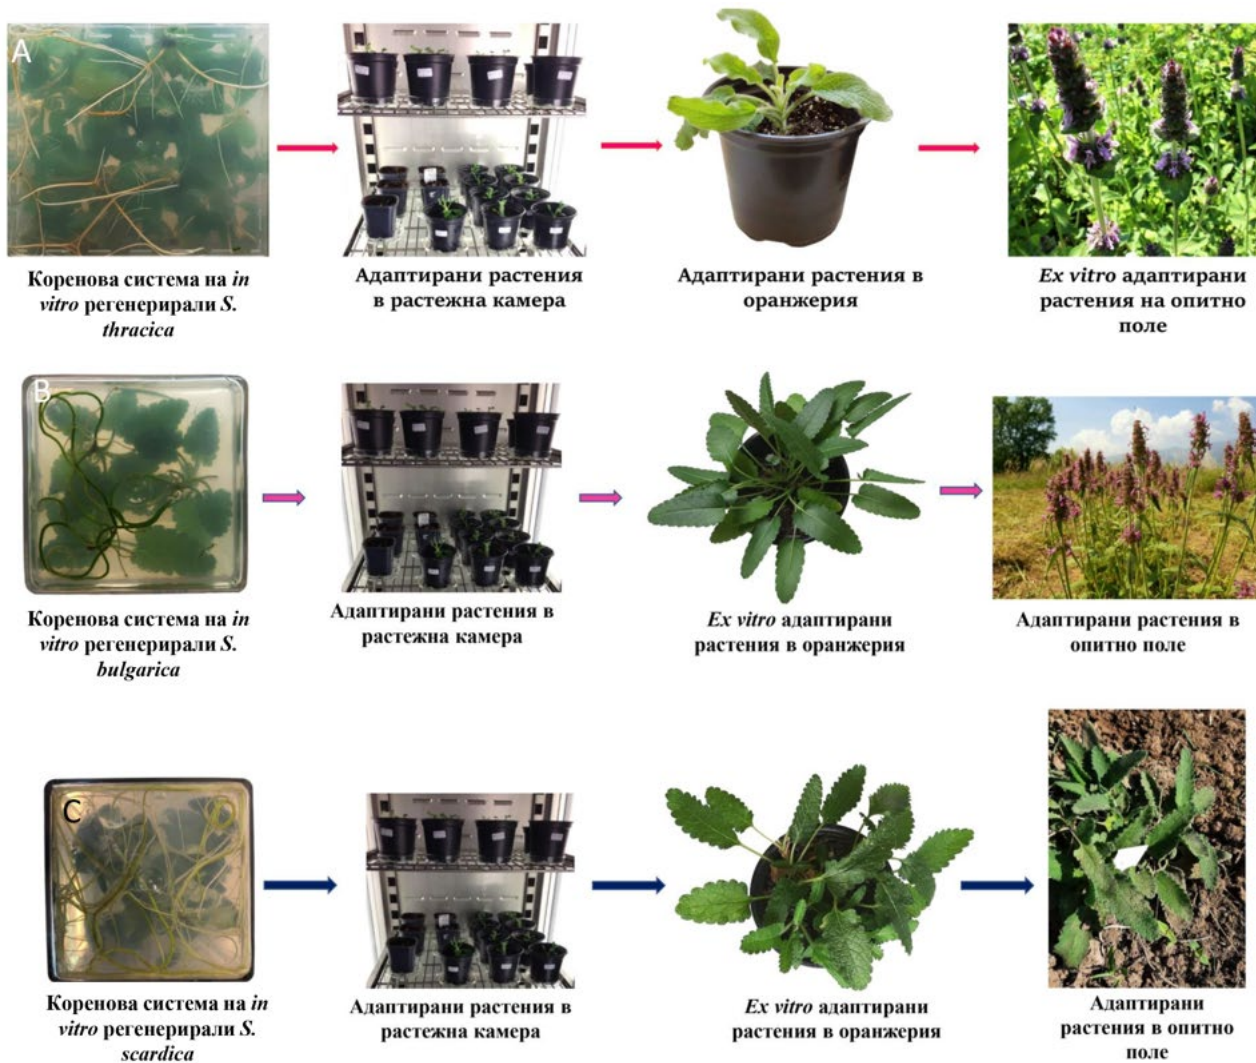 A
Коренова система на in
vitro регенерирали S.
thracica
Адаптирани растения
в растежна камера
Адаптирани растения в
оранжерия
Ex vitro адаптирани
растения на опитно
поле
B
Коренова система на in
vitro регенерирали S.
bulgarica
Адаптирани растения в
растежна камера
Ex vitro адаптирани
растения в оранжерия
Адаптирани растения в
опитно поле
C
Коренова система на in
vitro регенерирали S.
scardica
Адаптирани растения в
растежна камера
Ex vitro адаптирани
растения в оранжерия
Адаптирани
растения в опитно
поле